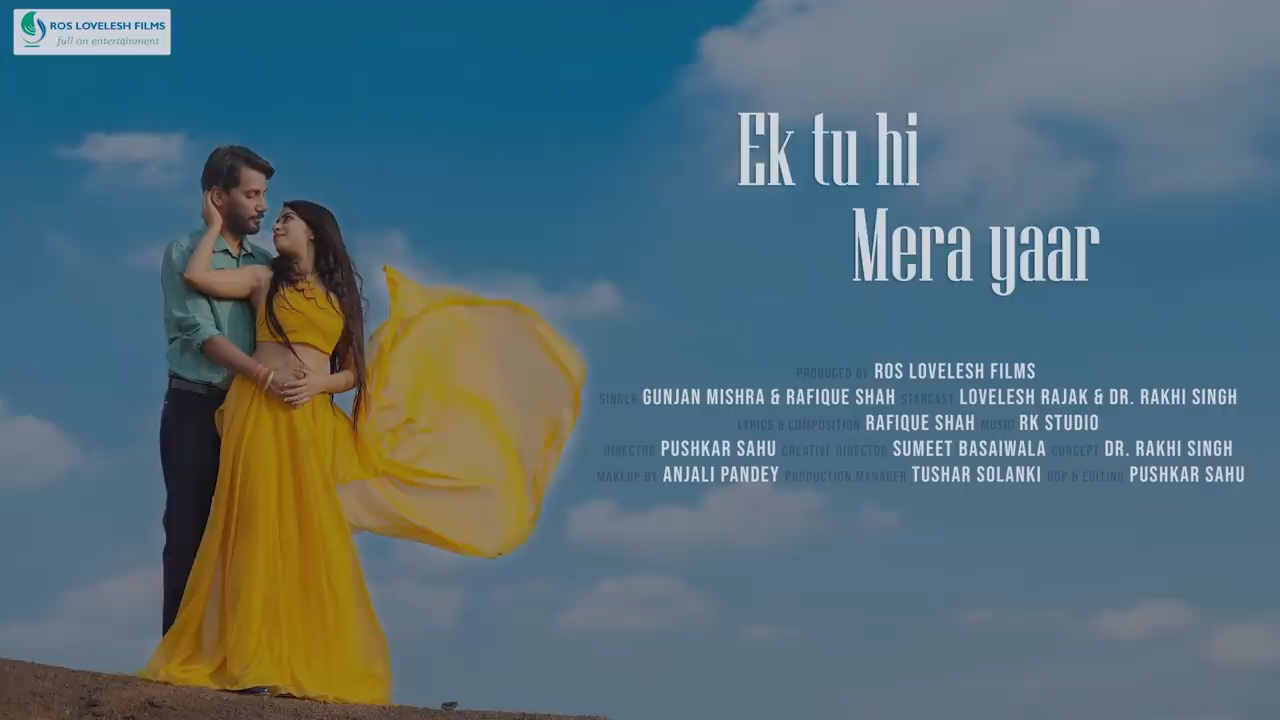 ROS LOVELESH FILMS
full on entertainment
Ek tu hi
Mera yaar
PRODUCED BY ROS LOVELESH FILMS
SINGER GUNJAN MISHRA & RAFIQUE SHAH STARCAST LOVELESH RAJAK & DR. RAKHI SINGH
LYRICS & COMPOSITION RAFIQUE SHAH MUSIC RK STUDIO
DIRECTOR PUSHKAR SAHU CREATIVE DIRECTOR SUMEET BASAIWALA CONCEPT DR. RAKHI SINGH
MAKEUP BY ANJALI PANDEY PRODUCTION MANAGER TUSHAR SOLANKI DOP & EDITING PUSHKAR SAHU